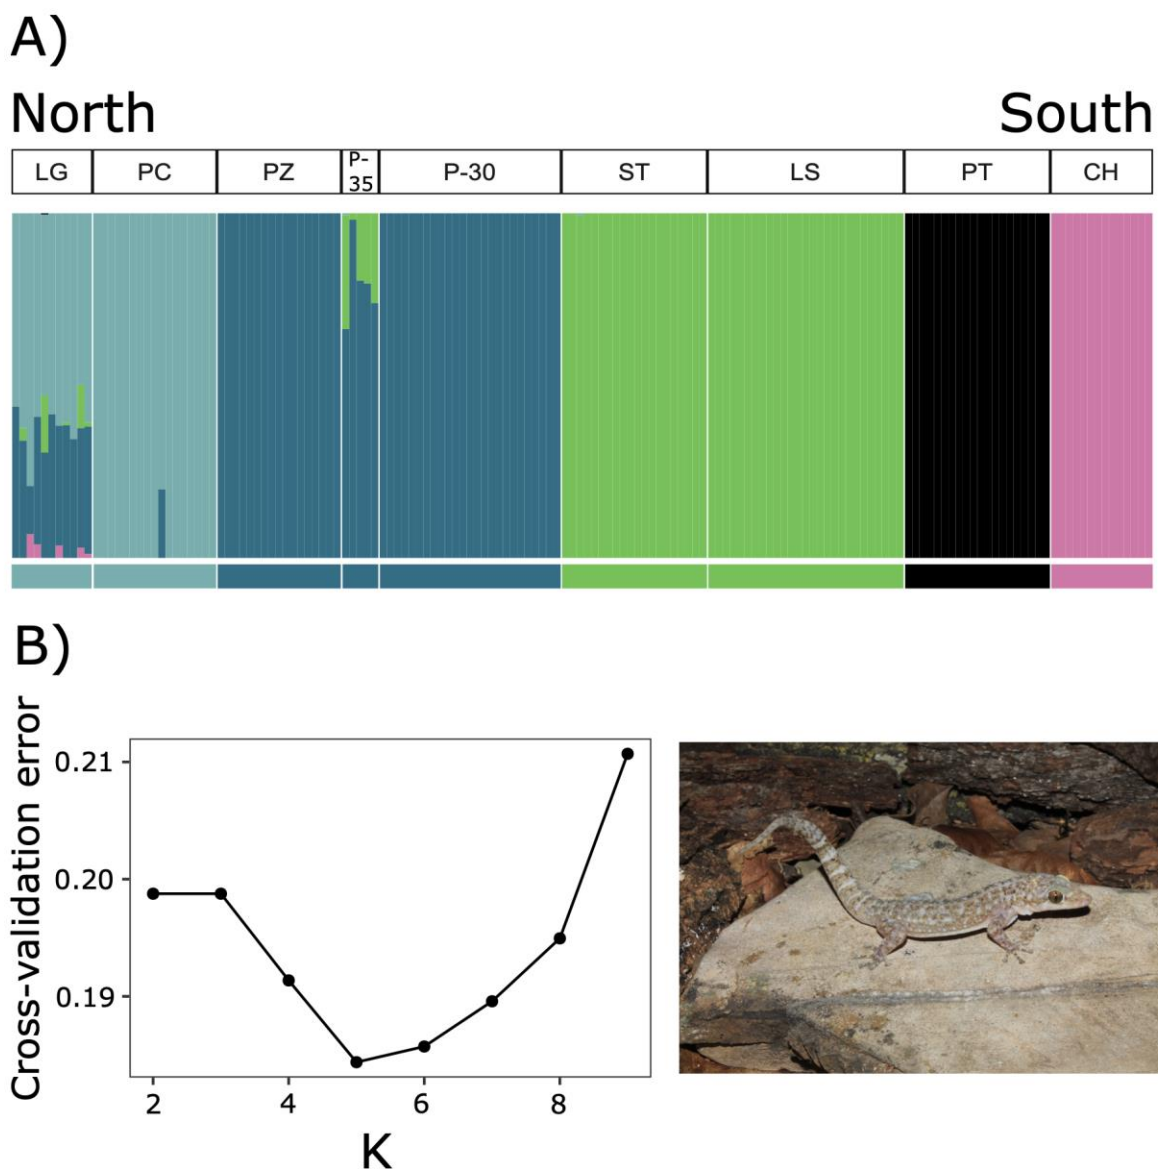 A)
North South
LG PC PZ P-35 P-30 ST LS PT CH
B)
Cross-validation error
0.21
0.20
0.19
2 4 6 8
K